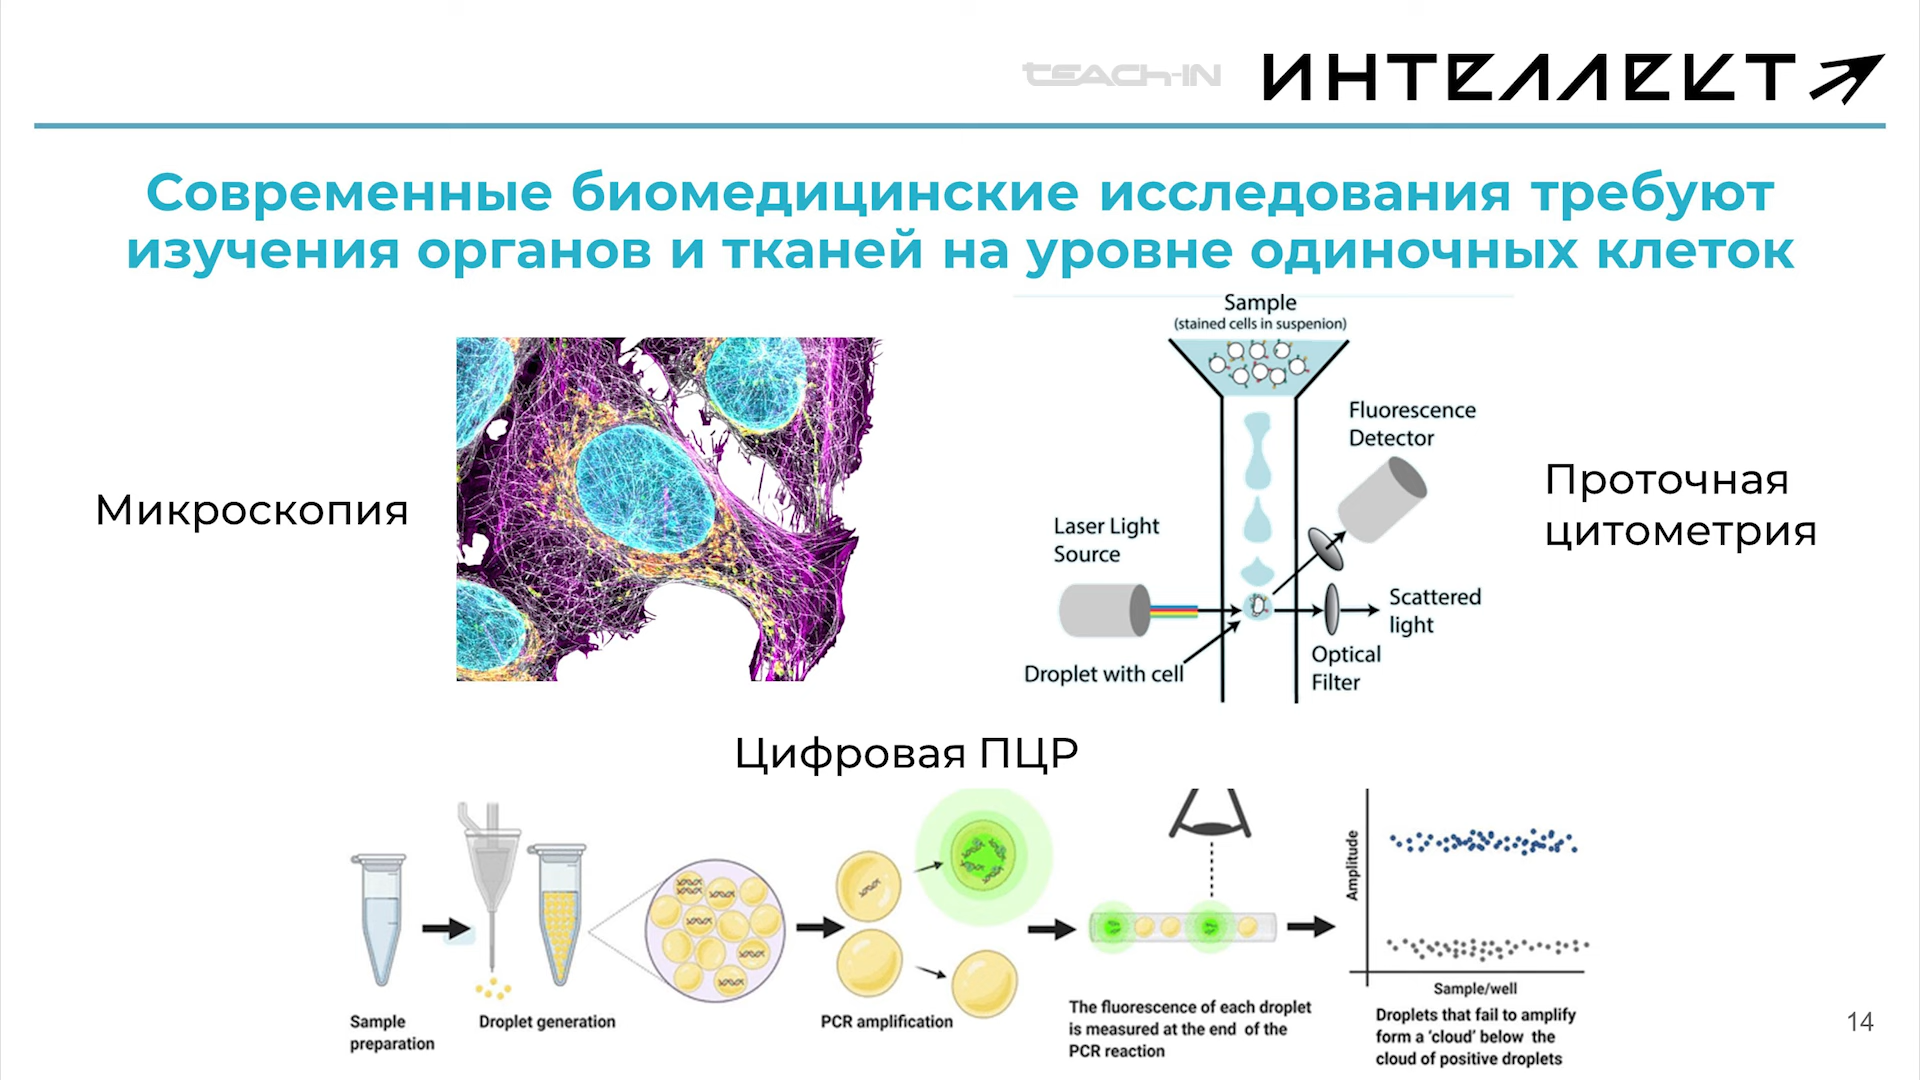 TEACH-IN
ИНТЕЛЛЕКТ
Современные биомедицинские исследования требуют
изучения органов и тканей на уровне одиночных клеток
Микроскопия
Sample
(stained cells in suspenion)
Fluorescence
Detector
Laser Light
Source
Scattered
light
Optical
Filter
Droplet with cell
Проточная
цитометрия
Цифровая ПЦР
Sample
preparation
Droplet generation
PCR amplification
The fluorescence of each droplet
is measured at the end of the
PCR reaction
Amplitude
Sample/well
Droplets that fail to amplify
form a ‘cloud’ below the
cloud of positive droplets
14